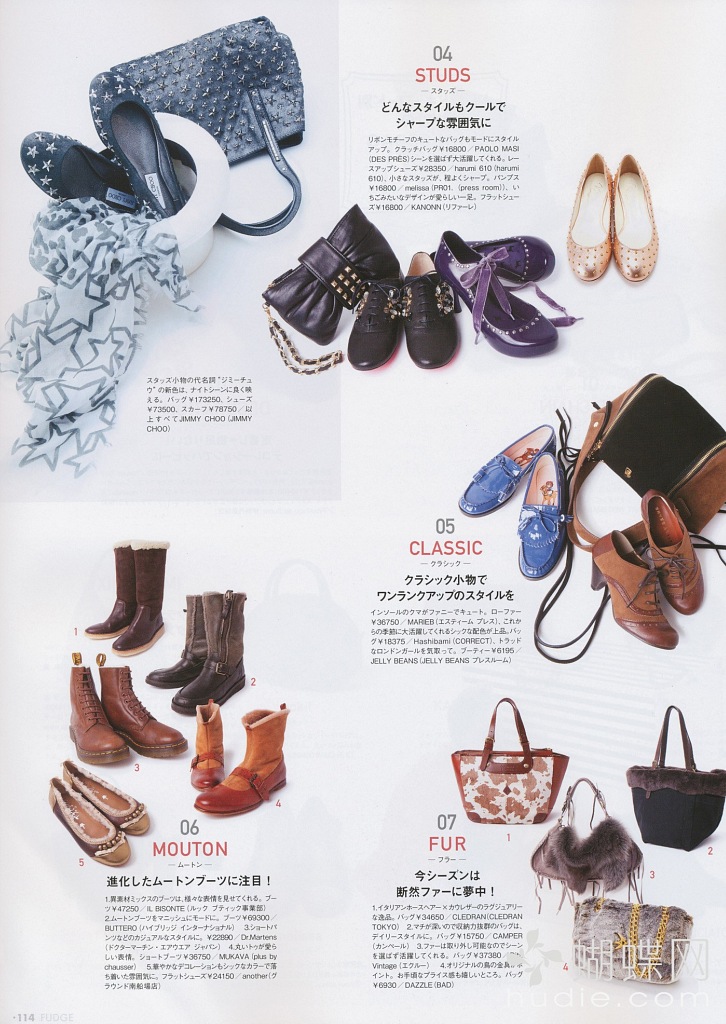 04
STUDS
― スタッズ ―
どんなスタイルもクールで
シャープな雰囲気に
リボンモチーフのキュートなバッグもモードにスタイル
アップ。クラッチバッグ￥16800／PAOLO MASI
(DES PRÉS)シーンを選ばず大活躍してくれる。レー
スアップシューズ￥28350／harumi 610(harumi
610)、小さなスタッズが、程よくシャープ。パンプス
￥16800／melissa(PR01.（press room))、い
ちごみたいなデザインが愛らしい一足。フラットシュー
ズ￥16800／KANONN(リファーレ)
スタッズ小物の代名詞“ジミーチュ
ウ”の新色は、ナイトシーンに良く映
える。バッグ￥173250、シューズ
￥73500、スカーフ￥78750／以
上すべてJIMMY CHOO(JIMMY
CHOO)
05
CLASSIC
― クラシック ―
クラシック小物で
ワンランクアップのスタイルを
インソールのクマがファニーでキュート。ローファー
￥36750／MARIEB(エスティーム プレス)、これか
らの季節に大活躍してくれるシックな配色が上品。バッ
グ￥18375／Hashibami(CORRECT)、トラッド
なロンドンガールを気取って。ブーティー￥6195／
JELLY BEANS(JELLY BEANS プレスルーム)
1
2
3
4
5
06
MOUTON
― ムートン ―
進化したムートンブーツに注目！
1.異素材ミックスのブーツは、様々な表情を見せてくれる。ブー
ツ￥47250／IL BISONTE(ルック ブティック事業部)
2.ムートンブーツをマニッシュにモードに。ブーツ￥69300／
BUTTERO(ハイブリッジ インターナショナル)　3.ショートパ
ンツなどのカジュアルなスタイルに。￥22890／Dr.Martens
(ドクターマーチン・エアウエア ジャパン)　4.丸いトゥが愛ら
しい表情。ショートブーツ￥36750／MUKAVA(plus by
chausser)　5.華やかなデコレーションもシックなカラーで落
ち着いた雰囲気に。フラットシューズ￥24150／another(グ
ラウンド南船場店)
07
FUR
― ファー ―
今シーズンは
断然ファーに夢中！
1.イタリアンホースヘアー×カウレザーのラグジュアリー
な逸品。バッグ￥34650／CLEDRAN(CLEDRAN
TOKYO)　2.マチが深いので収納力抜群のバッグは、
デイリースタイルに。バッグ￥15750／CAMPER
(カンペール)　3.ファーは取り外し可能なのでシーン
を選ばず活躍してくれる。バッグ￥37380／
Vintage(エクルー)　4.オリジナルの鳥の金具が
イント。お手頃なプライス感も嬉しいところ。バッグ
￥6930／DAZZLE(BAD)
1
2
3
4
蝴蝶网
udie.com
114 FUDGE